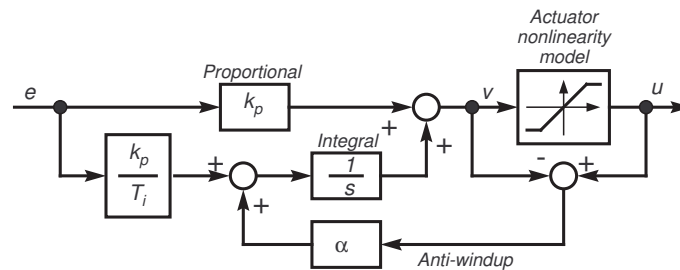 Actuator
nonlinearity
model
e
Proportional
k_p
v
u
+
+
Integral
k_p
T_i
+
+
1
s
-
+
α
Anti-windup